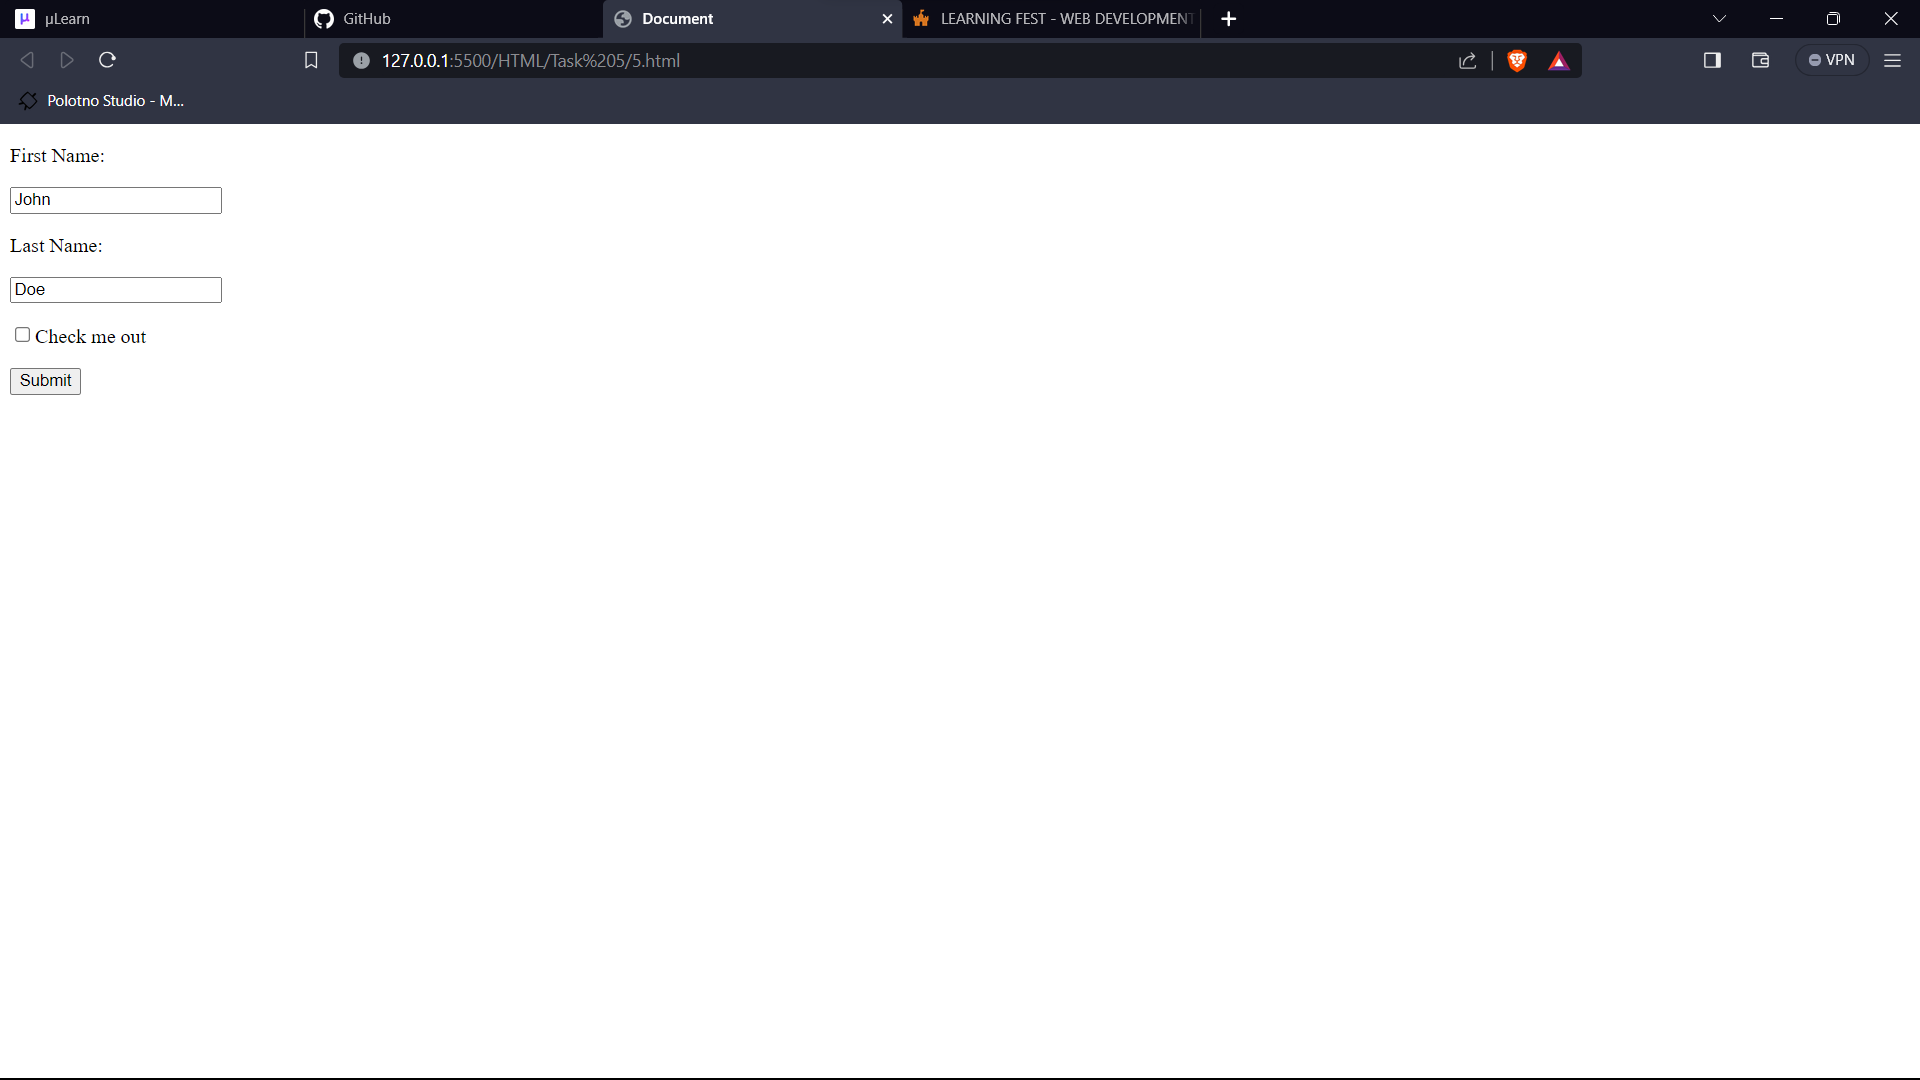 µLearn
GitHub
Document
LEARNING FEST - WEB DEVELOPMENT
127.0.0.1:5500/HTML/Task%205/5.html
VPN
Polotno Studio - M...
First Name:
John
Last Name:
Doe
Check me out
Submit